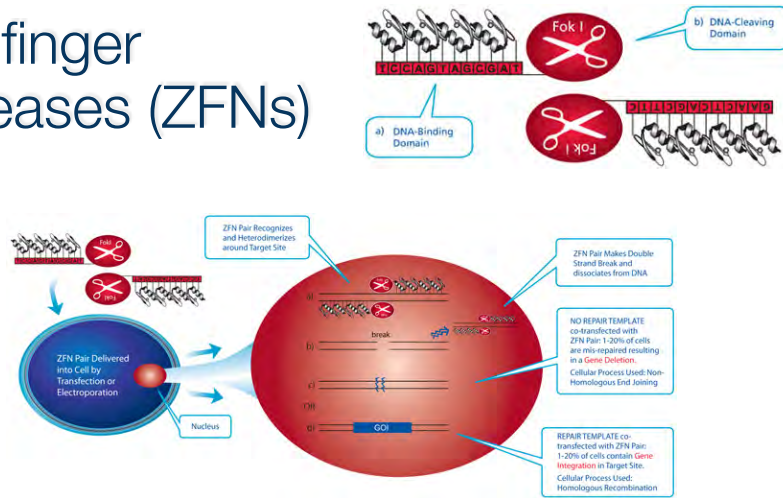 finger
eases (ZFNs)
Fok I
b) DNA-Cleaving
Domain
TCCAGTAGCGAT
a) DNA-Binding
Domain
GAACTCAGCTTC
Fok I
ZFN Pair Recognizes
and Heterodimerizes
around Target Site
FokI
ZFN Pair Makes Double
Strand Break and
dissociates from DNA
a)
ZFN Pair Delivered
into Cell by
Transfection or
Electroporation
break
b)
NO REPAIR TEMPLATE
co-transfected with
ZFN Pair: 1-20% of cells
are mis-repaired resulting
in a Gene Deletion.
Cellular Process Used: Non-
Homologous End Joining
c)
OR
Nucleus
d)
GOI
REPAIR TEMPLATE co-
transfected with ZFN Pair:
1-20% of cells contain Gene
Integration in Target Site.
Cellular Process Used:
Homologous Recombination